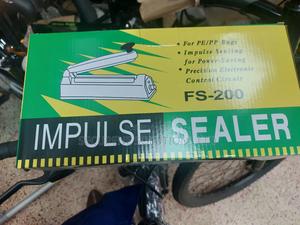 • For PE/PP Bags
• Impulse Sealing
for Power-Saving
• Precision Electronic
Control Circuit
FS-200
IMPULSE SEALER